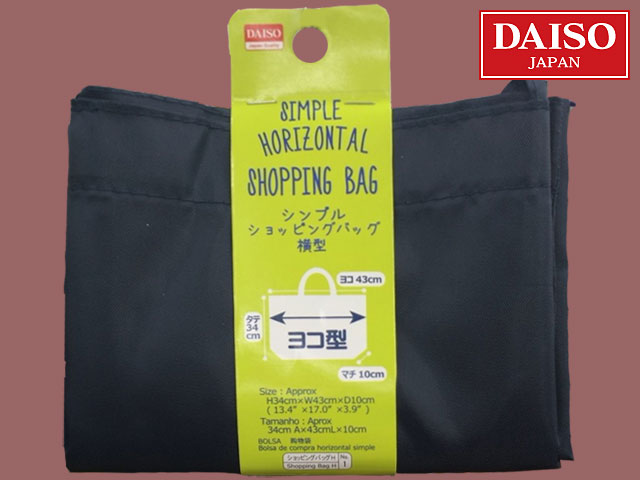 DAISO
JAPAN
DAISO
Japan Quality
SIMPLE
HORIZONTAL
SHOPPING BAG
シンプル
ショッピングバッグ
横型
ヨコ 43cm
タテ
34
cm
ヨコ型
マチ 10cm
Size : Approx
H34cm×W43cm×D10cm
( 13.4" ×17.0" ×3.9" )
Tamanho : Aprox
34cm A×43cmL×10cm
BOLSA 购物袋
Bolsa de compra horizontal simple
ショッピングバッグH No.
Shopping Bag H 1